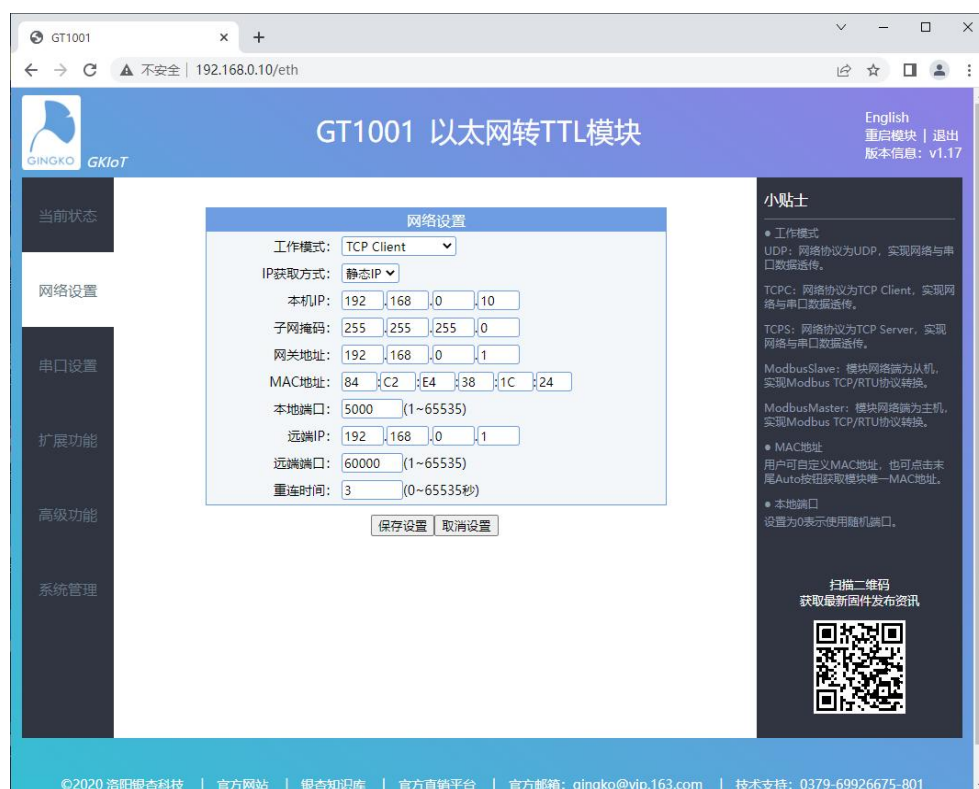 GT1001
不安全 | 192.168.0.10/eth
GINGKO GKIoT
GT1001 以太网转TTL模块
English
重启模块 | 退出
版本信息：v1.17
当前状态
网络设置
串口设置
扩展功能
高级功能
系统管理
网络设置
工作模式： TCP Client
IP获取方式： 静态IP
本机IP： 192 .168 .0 .10
子网掩码： 255 .255 .255 .0
网关地址： 192 .168 .0 .1
MAC地址： 84 :C2 :E4 :38 :1C :24
本地端口： 5000 (1~65535)
远端IP： 192 .168 .0 .1
远端端口： 60000 (1~65535)
重连时间： 3 (0~65535秒)
保存设置 取消设置
小贴士
● 工作模式
UDP：网络协议为UDP，实现网络与串
口数据透传。
TCPC：网络协议为TCP Client，实现网
络与串口数据透传。
TCPS：网络协议为TCP Server，实现
网络与串口数据透传。
ModbusSlave：模块网络端为从机，
实现Modbus TCP/RTU协议转换。
ModbusMaster：模块网络端为主机，
实现Modbus TCP/RTU协议转换。
● MAC地址
用户可自定义MAC地址，也可点击末
尾Auto按钮获取模块唯一MAC地址。
● 本地端口
设置为0表示使用随机端口。
扫描二维码
获取最新固件发布资讯
©2020 洛阳银杏科技 | 官方网站 | 银杏知识库 | 官方直销平台 | 官方邮箱：gingko@vip.163.com | 技术支持：0379-69926675-801